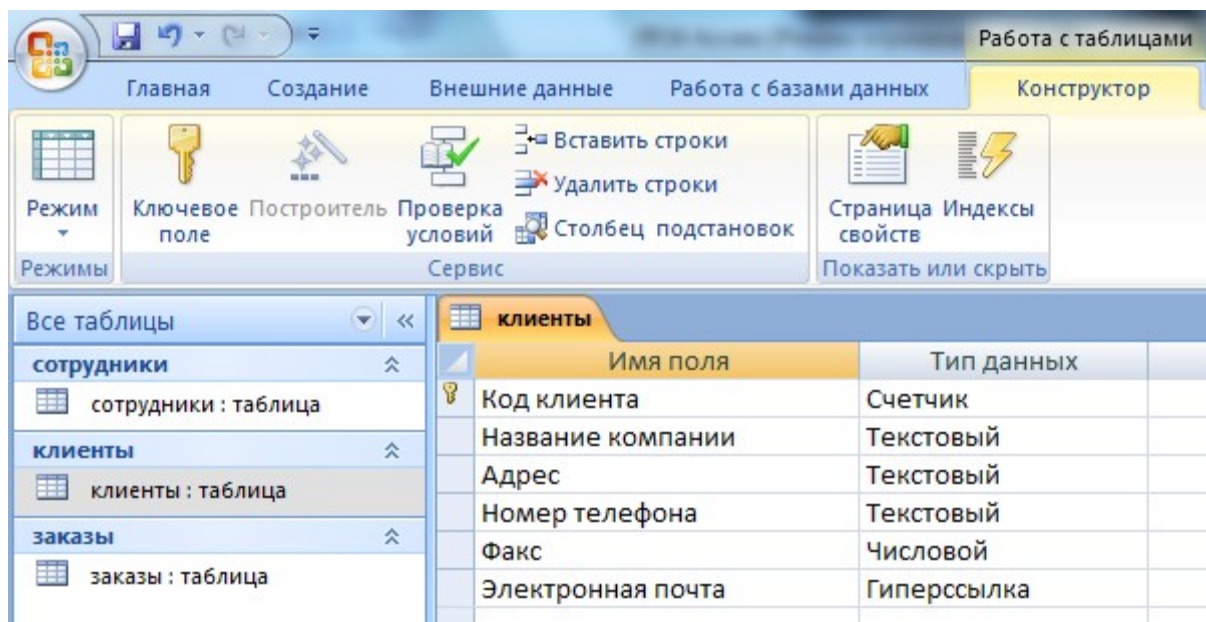 Работа с таблицами
Главная Создание Внешние данные Работа с базами данных Конструктор
Режим
Ключевое поле
Построитель
Проверка условий
Вставить строки
Удалить строки
Столбец подстановок
Страница свойств
Индексы
Режимы Сервис Показать или скрыть
Все таблицы
сотрудники
сотрудники : таблица
клиенты
клиенты : таблица
заказы
заказы : таблица
клиенты
Имя поля Тип данных
Код клиента Счетчик
Название компании Текстовый
Адрес Текстовый
Номер телефона Текстовый
Факс Числовой
Электронная почта Гиперссылка